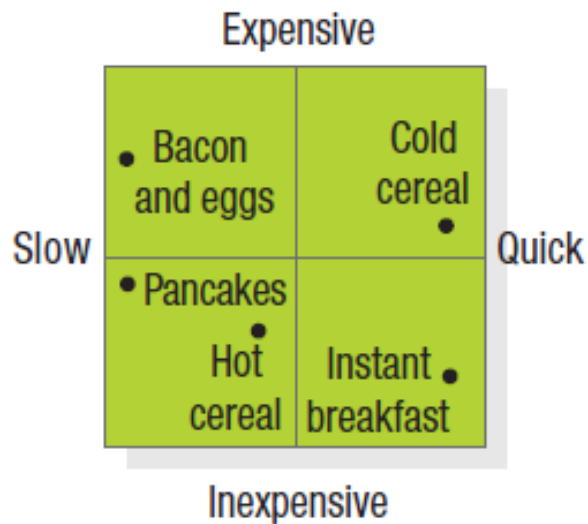 Expensive
Bacon
and eggs
Cold
cereal
Slow
Quick
Pancakes
Hot
cereal
Instant
breakfast
Inexpensive